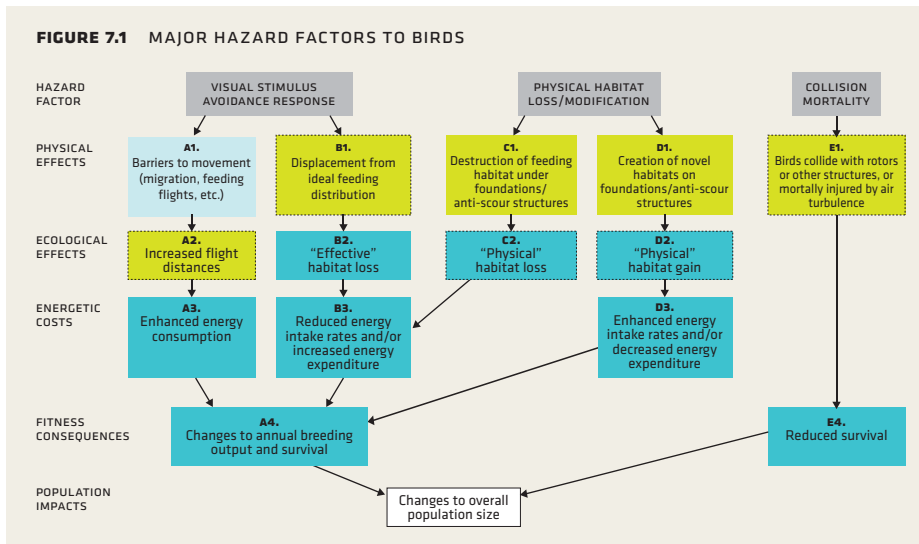 FIGURE 7.1 MAJOR HAZARD FACTORS TO BIRDS
HAZARD
FACTOR
VISUAL STIMULUS
AVOIDANCE RESPONSE
PHYSICAL HABITAT
LOSS/MODIFICATION
COLLISION
MORTALITY
PHYSICAL
EFFECTS
A1.
Barriers to movement
(migration, feeding
flights, etc.)
B1.
Displacement from
ideal feeding
distribution
C1.
Destruction of feeding
habitat under
foundations/
anti-scour structures
D1.
Creation of novel
habitats on
foundations/anti-scour
structures
E1.
Birds collide with rotors
or other structures, or
mortally injured by air
turbulence
ECOLOGICAL
EFFECTS
A2.
Increased flight
distances
B2.
“Effective”
habitat loss
C2.
“Physical”
habitat loss
D2.
“Physical”
habitat gain
ENERGETIC
COSTS
A3.
Enhanced energy
consumption
B3.
Reduced energy
intake rates and/or
increased energy
expenditure
D3.
Enhanced energy
intake rates and/or
decreased energy
expenditure
FITNESS
CONSEQUENCES
A4.
Changes to annual breeding
output and survival
E4.
Reduced survival
POPULATION
IMPACTS
Changes to overall
population size